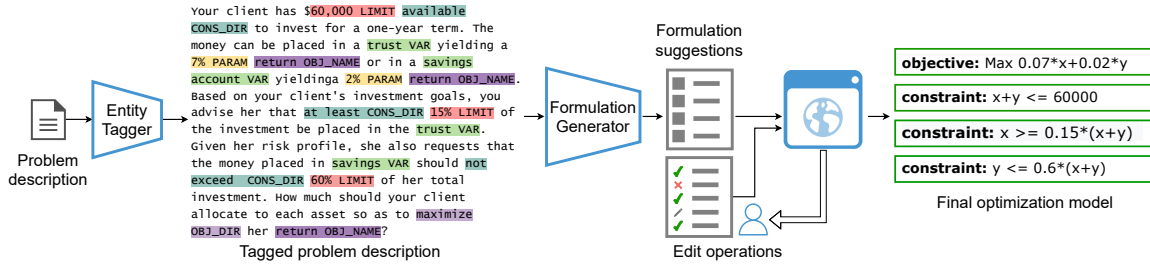 Problem
description
Entity
Tagger
Your client has $60,000 LIMIT available
CONS_DIR to invest for a one-year term. The
money can be placed in a trust VAR yielding a
7% PARAM return OBJ_NAME or in a savings
account VAR yieldinga 2% PARAM return OBJ_NAME.
Based on your client's investment goals, you
advise her that at least CONS_DIR 15% LIMIT of
the investment be placed in the trust VAR.
Given her risk profile, she also requests that
the money placed in savings VAR should not
exceed CONS_DIR 60% LIMIT of her total
investment. How much should your client
allocate to each asset so as to maximize
OBJ_DIR her return OBJ_NAME?
Tagged problem description
Formulation
Generator
Formulation
suggestions
Edit operations
objective: Max 0.07*x+0.02*y
constraint: x+y <= 60000
constraint: x >= 0.15*(x+y)
constraint: y <= 0.6*(x+y)
Final optimization model